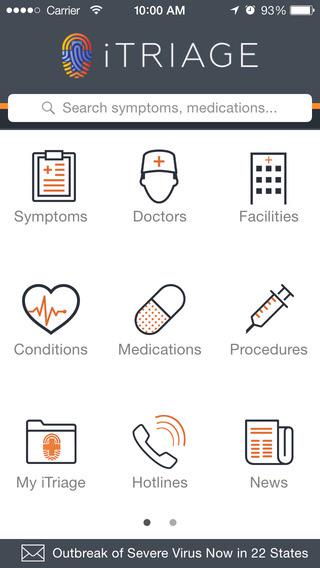 Carrier 10:00 AM 93%
iTRIAGE
Search symptoms, medications...
Symptoms Doctors Facilities
Conditions Medications Procedures
My iTriage Hotlines News
Outbreak of Severe Virus Now in 22 States